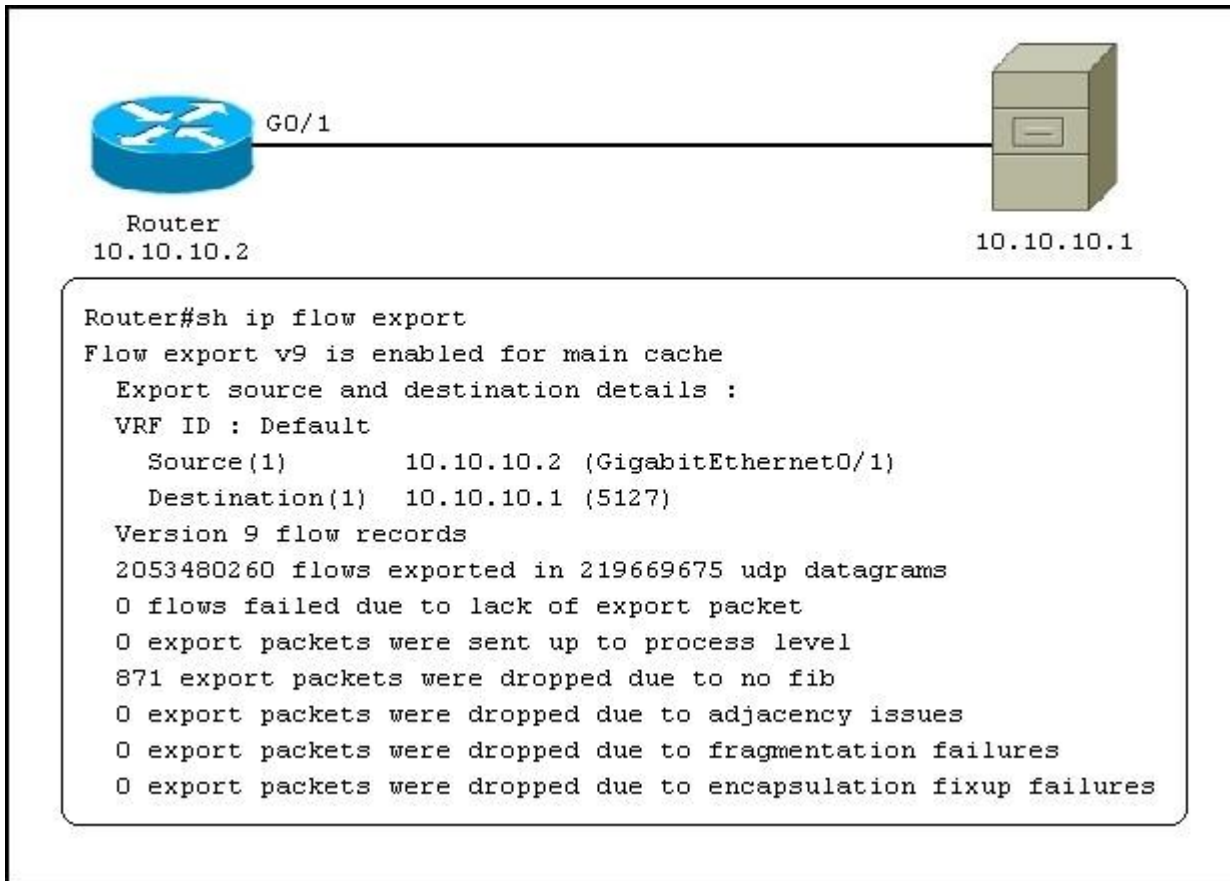 G0/1
Router
10.10.10.2
10.10.10.1
Router#sh ip flow export
Flow export v9 is enabled for main cache
Export source and destination details :
VRF ID : Default
Source(1) 10.10.10.2 (GigabitEthernet0/1)
Destination(1) 10.10.10.1 (5127)
Version 9 flow records
2053480260 flows exported in 219669675 udp datagrams
0 flows failed due to lack of export packet
0 export packets were sent up to process level
871 export packets were dropped due to no fib
0 export packets were dropped due to adjacency issues
0 export packets were dropped due to fragmentation failures
0 export packets were dropped due to encapsulation fixup failures